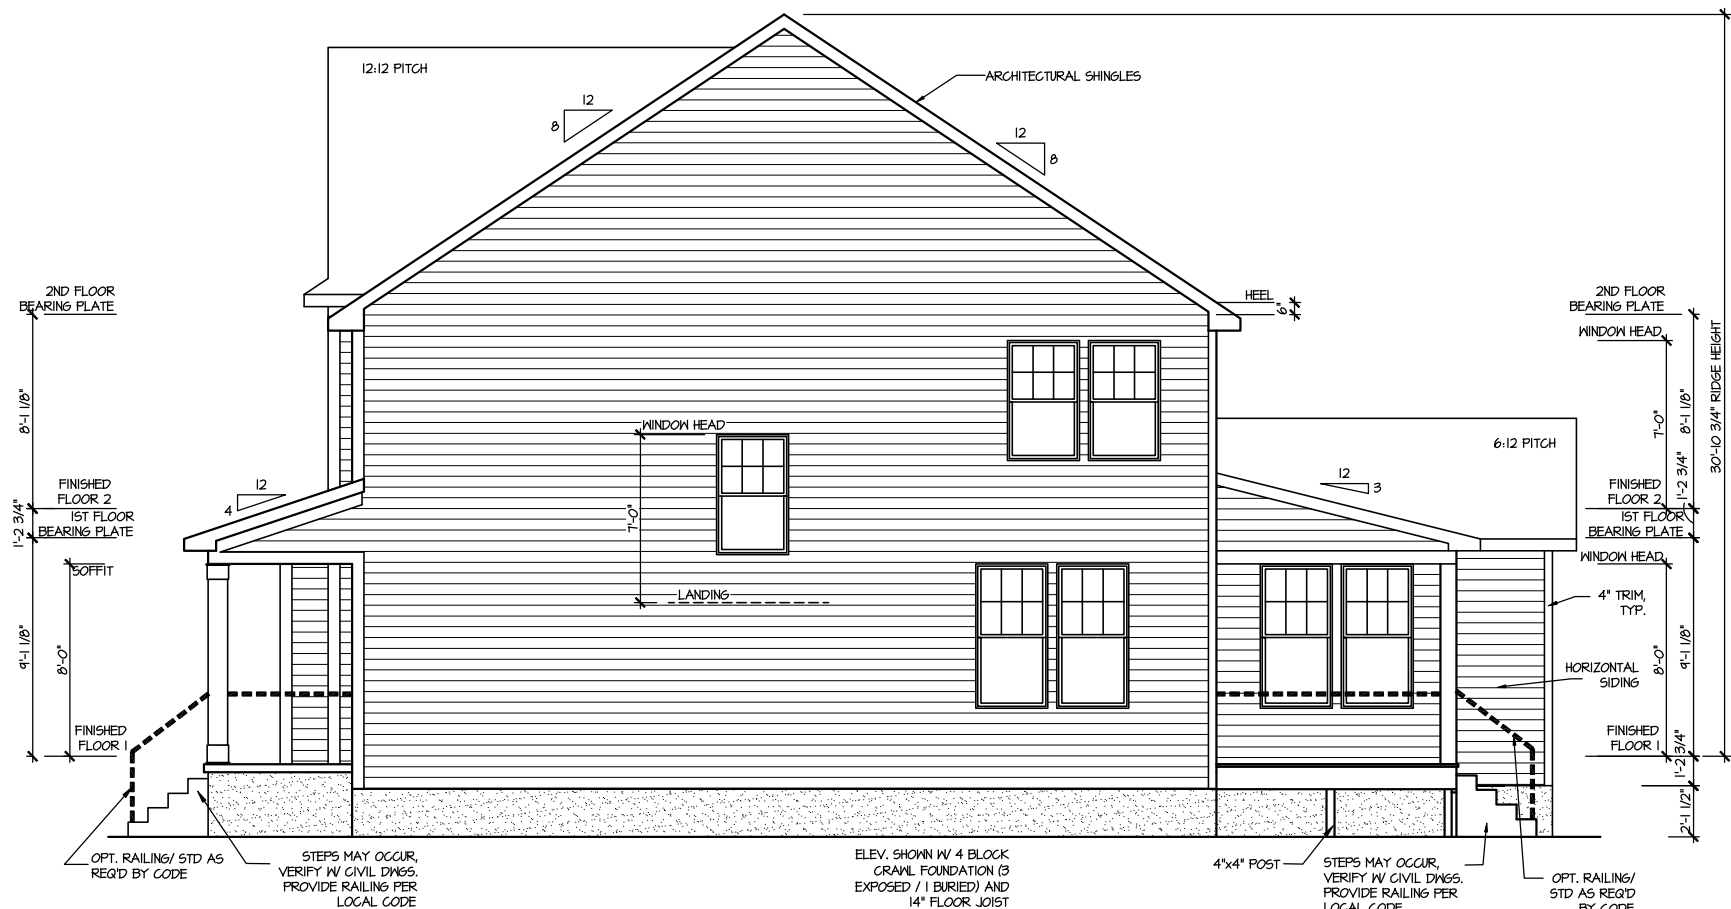 12:12 PITCH
ARCHITECTURAL SHINGLES
12
8
12
8
2ND FLOOR
BEARING PLATE
8'-1 1/8"
FINISHED
FLOOR 2
1'-2 3/4"
1ST FLOOR
BEARING PLATE
SOFFIT
9'-1 1/8"
8'-0"
FINISHED
FLOOR 1
12
4
WINDOW HEAD
7'-0"
LANDING
HEEL
6"
2ND FLOOR
BEARING PLATE
WINDOW HEAD
7'-0"
8'-1 1/8"
30'-10 3/4" RIDGE HEIGHT
6:12 PITCH
12
3
FINISHED
FLOOR 2
1'-2 3/4"
1ST FLOOR
BEARING PLATE
WINDOW HEAD
4" TRIM,
TYP.
8'-0"
9'-1 1/8"
HORIZONTAL
SIDING
FINISHED
FLOOR 1
1'-2 3/4"
2'-1 1/2"
OPT. RAILING/ STD AS
REQ'D BY CODE
STEPS MAY OCCUR,
VERIFY W/ CIVIL DWGS.
PROVIDE RAILING PER
LOCAL CODE
ELEV. SHOWN W/ 4 BLOCK
CRAWL FOUNDATION (3
EXPOSED / 1 BURIED) AND
14" FLOOR JOIST
4"x4" POST
STEPS MAY OCCUR,
VERIFY W/ CIVIL DWGS.
PROVIDE RAILING PER
LOCAL CODE
OPT. RAILING/
STD AS REQ'D
BY CODE